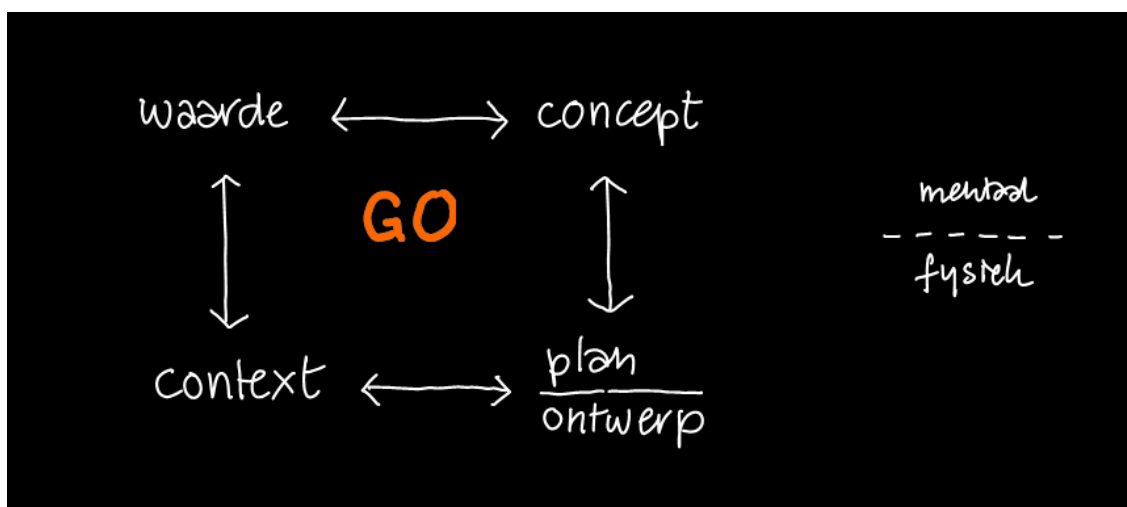 waarde concept
GO
mentaal
fysiek
context plan
ontwerp